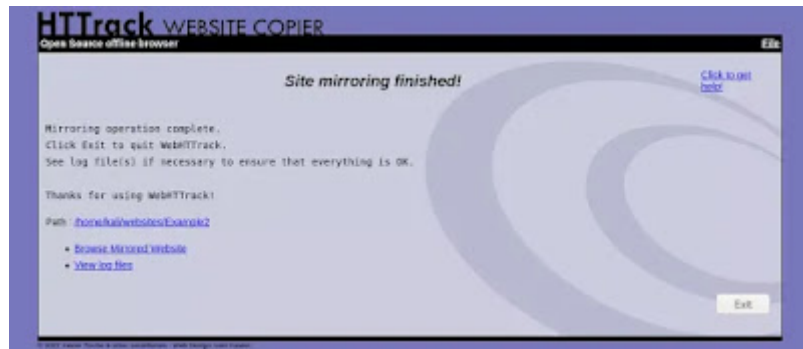 HTTrack WEBSITE COPIER
Open Source offline browser
File
Site mirroring finished!
Click to get
help!
Mirroring operation complete.
Click Exit to quit WebHTTrack.
See log file(s) if necessary to ensure that everything is OK.
Thanks for using WebHTTrack!
Path : /home/kali/websites/Example2
Browse Mirrored Website
View log files
Exit